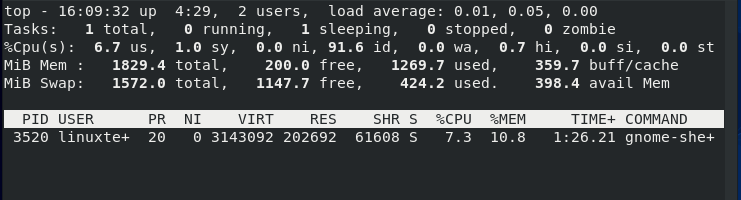 top - 16:09:32 up  4:29,  2 users,  load average: 0.01, 0.05, 0.00
Tasks:   1 total,   0 running,   1 sleeping,   0 stopped,   0 zombie
%Cpu(s):  6.7 us,  1.0 sy,  0.0 ni, 91.6 id,  0.0 wa,  0.7 hi,  0.0 si,  0.0 st
MiB Mem :   1829.4 total,    200.0 free,   1269.7 used,    359.7 buff/cache
MiB Swap:   1572.0 total,   1147.7 free,    424.2 used.    398.4 avail Mem
PID USER      PR  NI    VIRT    RES    SHR S  %CPU  %MEM     TIME+ COMMAND
3520 linuxte+  20   0 3143092 202692  61608 S   7.3  10.8   1:26.21 gnome-she+